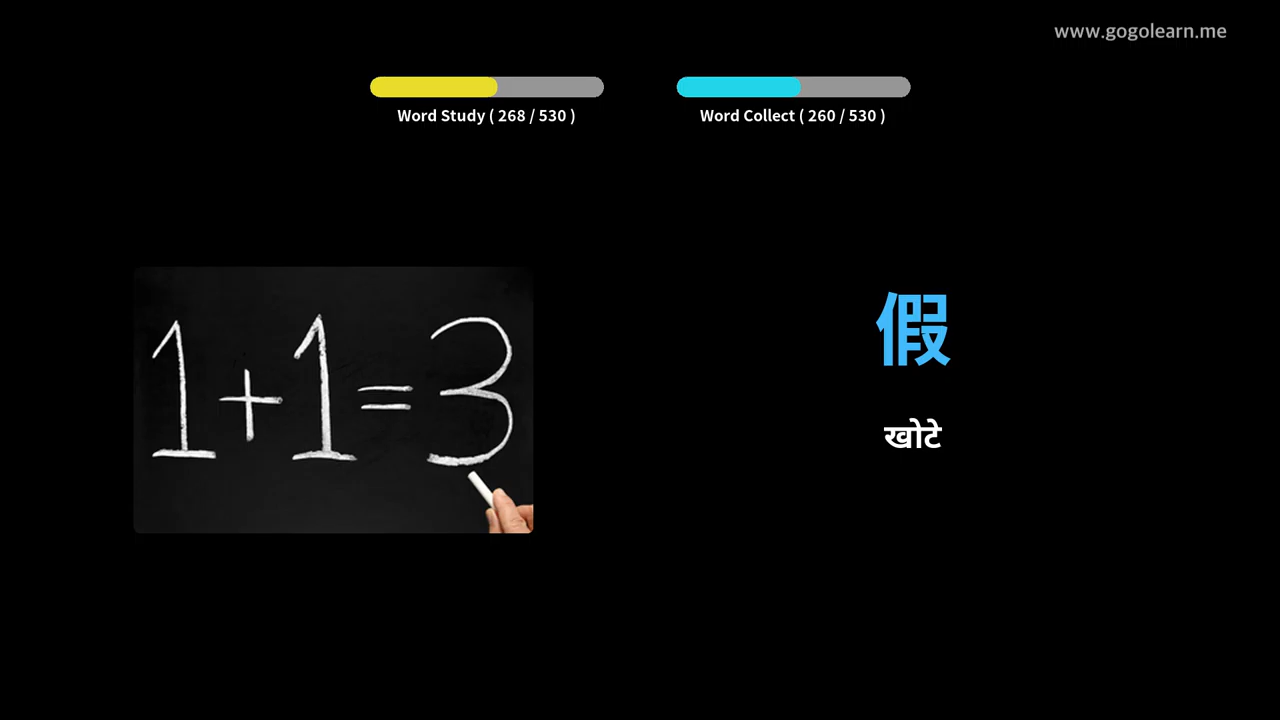 www.gogolearn.me
Word Study ( 268 / 530 )
Word Collect ( 260 / 530 )
1+1=3
假
खोटे